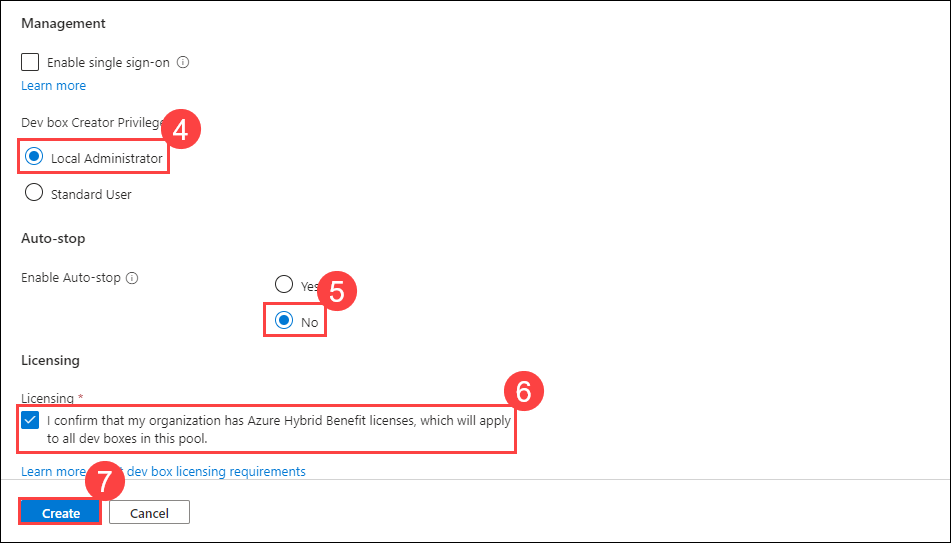 Management
Enable single sign-on
Learn more
Dev box Creator Privilege
4
Local Administrator
Standard User
Auto-stop
Enable Auto-stop
Yes
5
No
Licensing
6
Licensing *
I confirm that my organization has Azure Hybrid Benefit licenses, which will apply
to all dev boxes in this pool.
Learn more dev box licensing requirements
7
Create Cancel